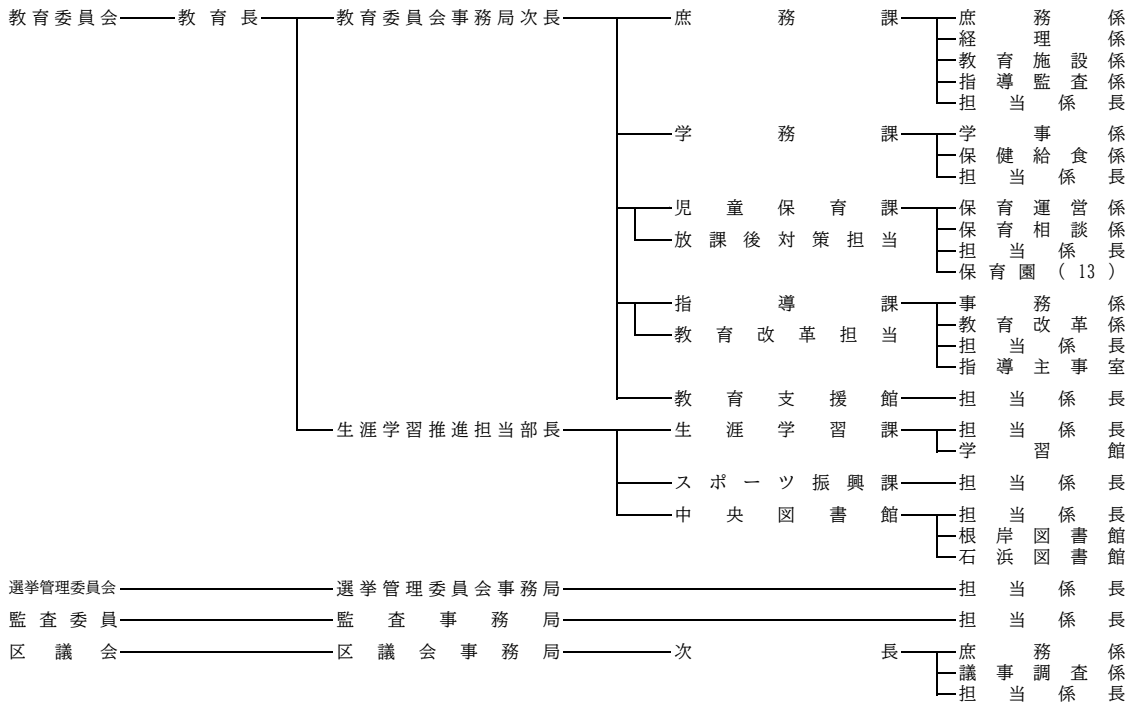 教育委員会 教育長 教育委員会事務局次長 庶務課 庶務係
経理係
教育施設係
指導監査係
担当係長
学務課 学事係
保健給食係
担当係長
児童保育課 保育運営係
保育相談係
放課後対策担当
担当係長
保育園(13)
指導課 事務係
教育改革係
教育改革担当
担当係長
指導主事室
教育支援館 担当係長
生涯学習推進担当部長 生涯学習課 担当係長
学習館
スポーツ振興課 担当係長
中央図書館 担当係長
根岸図書館
石浜図書館
選挙管理委員会 選挙管理委員会事務局 担当係長
監査委員 監査事務局 担当係長
区議会 区議会事務局 次長 庶務係
議事調査係
担当係長